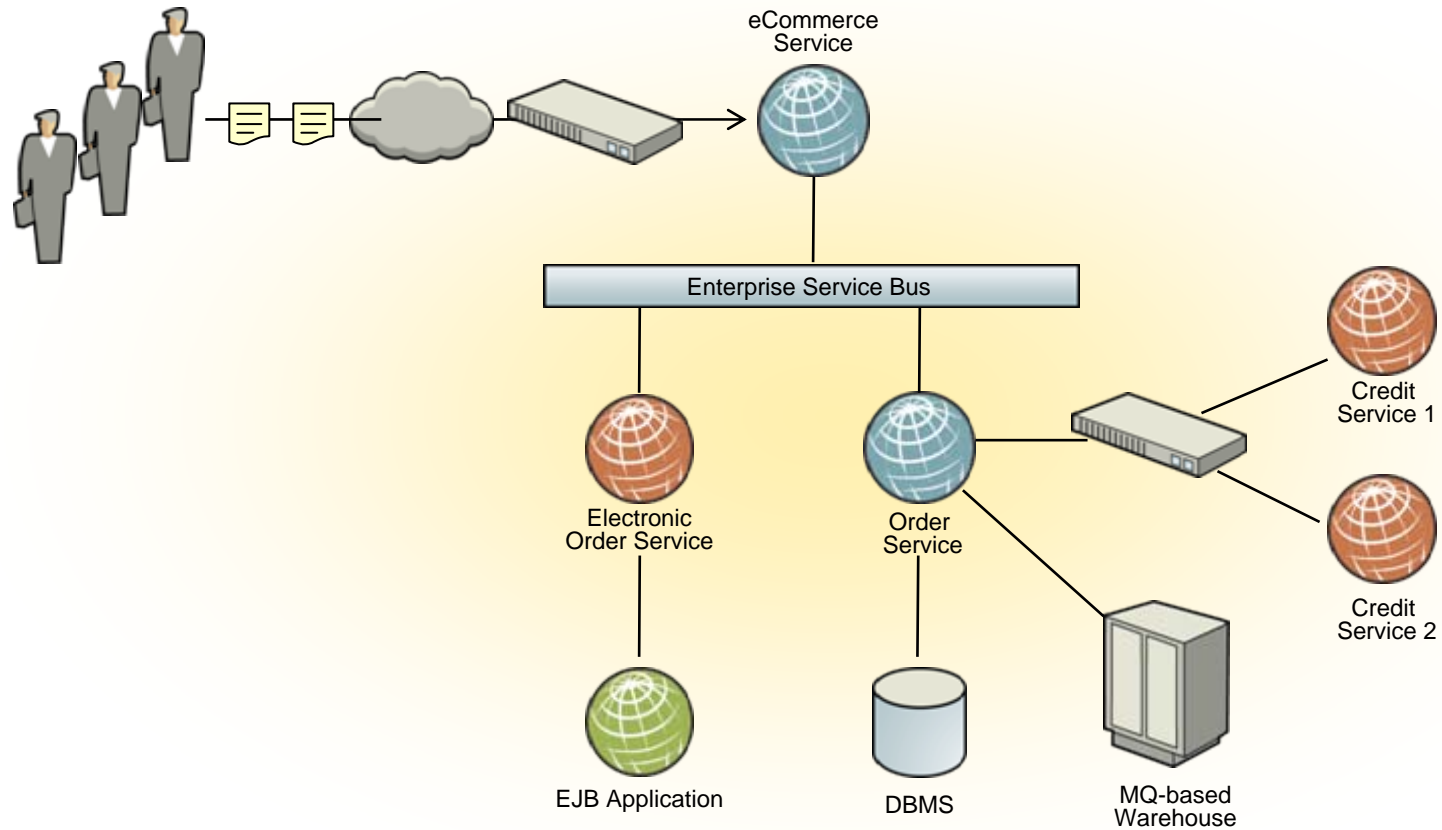 eCommerce
Service
Enterprise Service Bus
Credit
Service 1
Electronic
Order Service
Order
Service
Credit
Service 2
EJB Application
DBMS
MQ-based
Warehouse